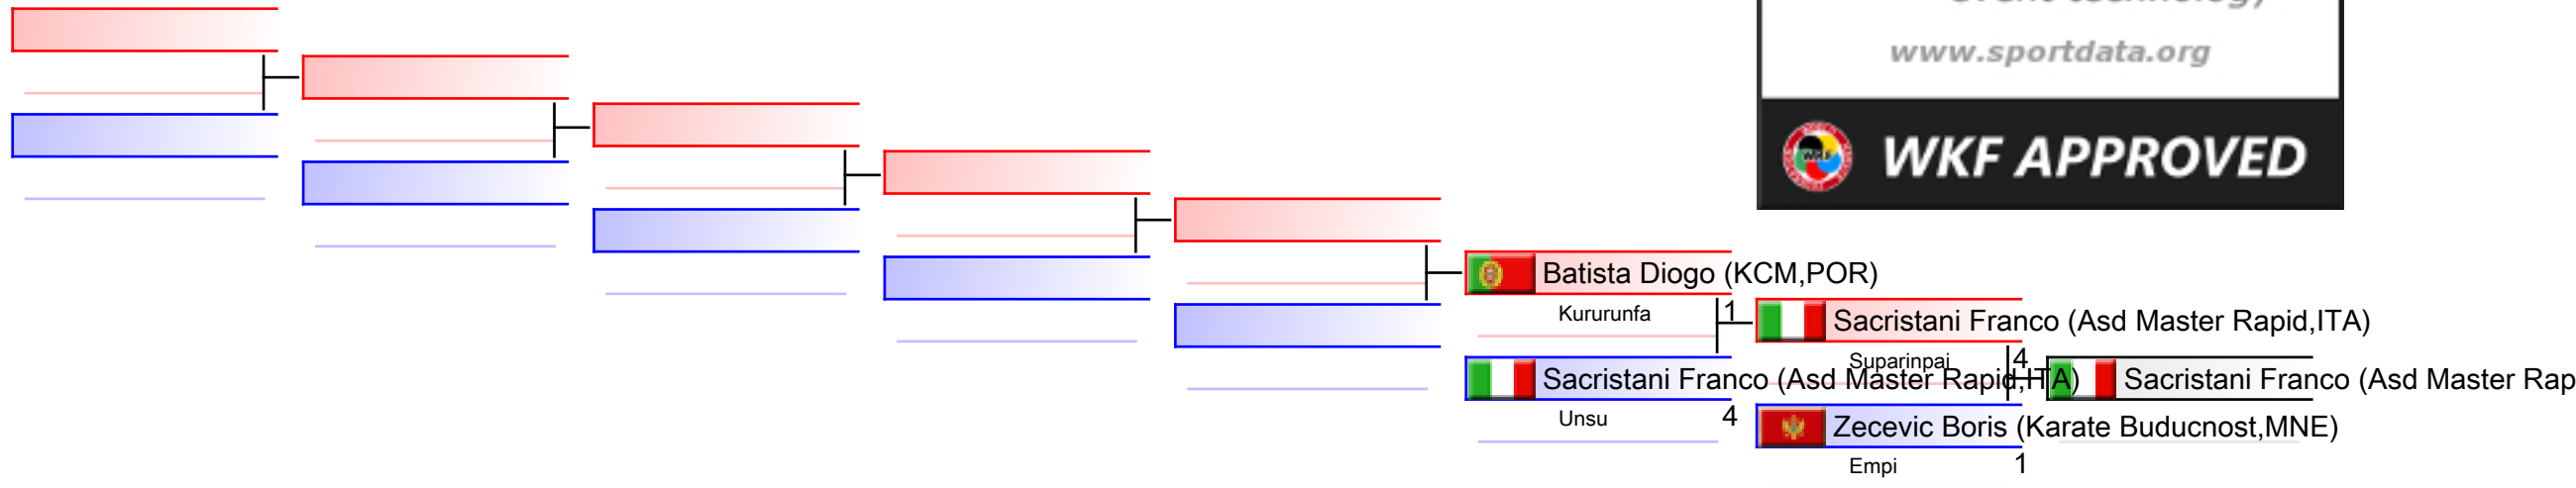 www.sportdata.org
WKF APPROVED
Batista Diogo (KCM,POR)
Kururunfa
1
Sacristani Franco (Asd Master Rapid,ITA)
Suparinpai
4
Sacristani Franco (Asd Master Rapid,ITA)
Sacristani Franco (Asd Master Rap
Unsu
4
Zecevic Boris (Karate Buducnost,MNE)
Empi
1